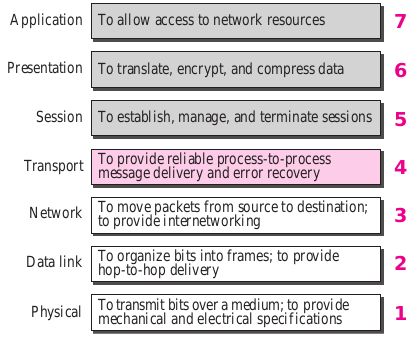 Application To allow access to network resources 7
Presentation To translate, encrypt, and compress data 6
Session To establish, manage, and terminate sessions 5
Transport To provide reliable process-to-process
message delivery and error recovery 4
Network To move packets from source to destination;
to provide internetworking 3
Data link To organize bits into frames; to provide
hop-to-hop delivery 2
Physical To transmit bits over a medium; to provide
mechanical and electrical specifications 1